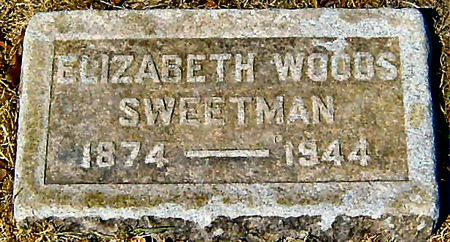 ELIZABETH WOODS
SWEETMAN
1874 — 1944